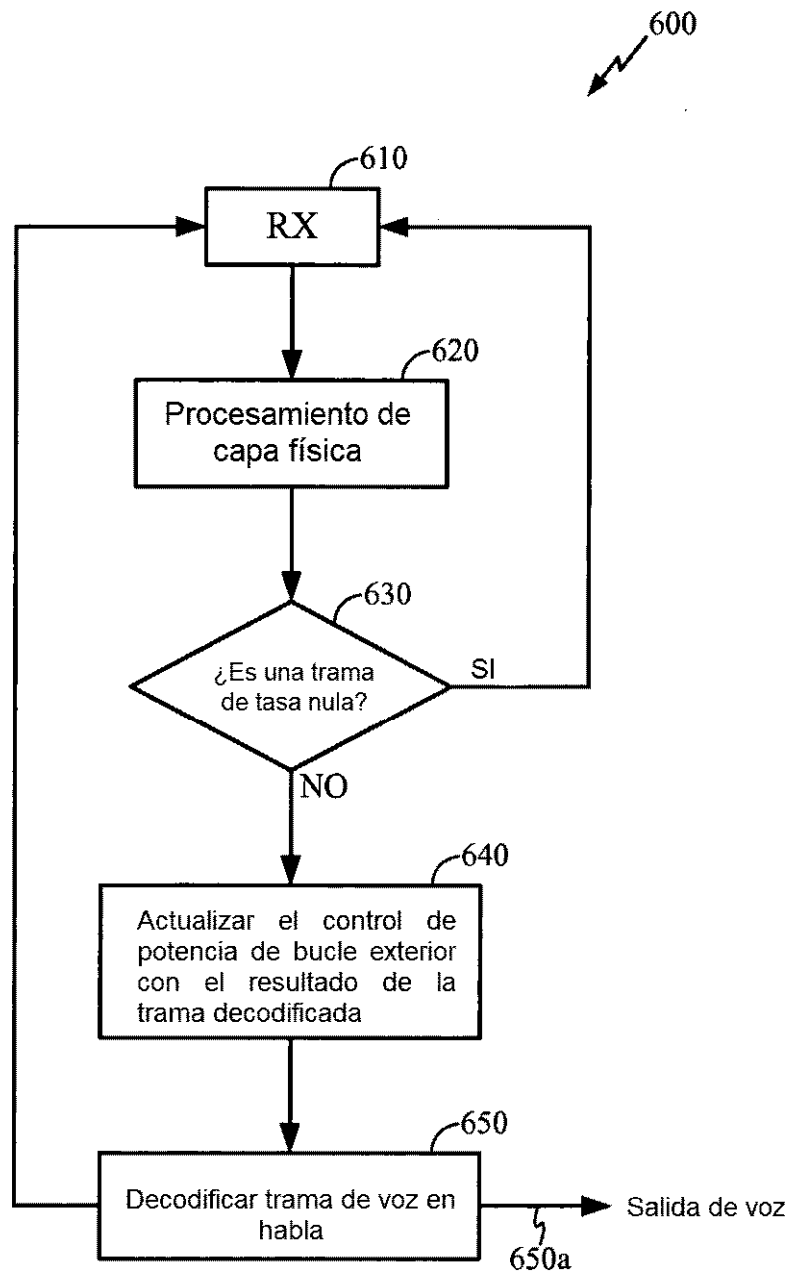 600
610
RX
620
Procesamiento de
capa física
630
¿Es una trama
de tasa nula?
SI
NO
640
Actualizar el control de
potencia de bucle exterior
con el resultado de la
trama decodificada
650
Decodificar trama de voz en
habla
Salida de voz
650a